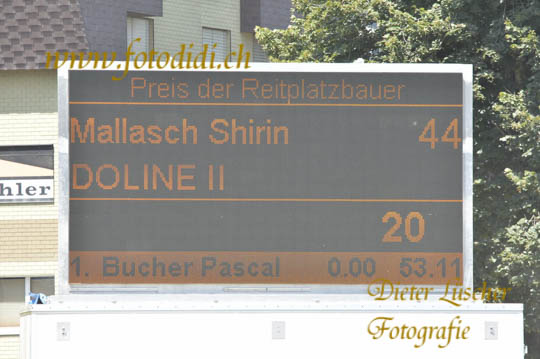 www.fotodidi.ch
Preis der Reitplatzbauer
Mallasch Shirin 44
DOLINE II
hler
20
1. Bucher Pascal 0.00 53.11
Dieter Lüscher
Fotografie